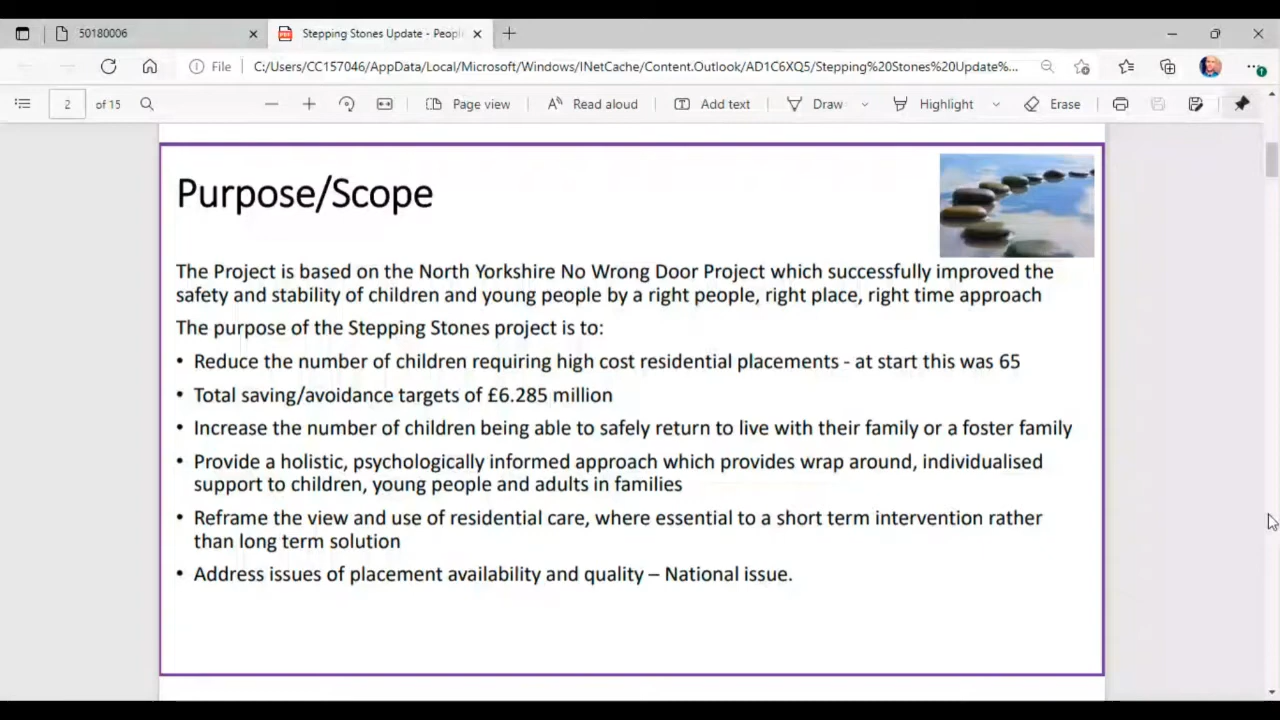 50180006
Stepping Stones Update - Peopl
File
C:/Users/CC157046/AppData/Local/Microsoft/Windows/INetCache/Content.Outlook/AD1C6XQ5/Stepping%20Stones%20Update%...
2 of 15
Page view
Read aloud
Add text
Draw
Highlight
Erase
Purpose/Scope
The Project is based on the North Yorkshire No Wrong Door Project which successfully improved the
safety and stability of children and young people by a right people, right place, right time approach
The purpose of the Stepping Stones project is to:
• Reduce the number of children requiring high cost residential placements - at start this was 65
• Total saving/avoidance targets of £6.285 million
• Increase the number of children being able to safely return to live with their family or a foster family
• Provide a holistic, psychologically informed approach which provides wrap around, individualised
support to children, young people and adults in families
• Reframe the view and use of residential care, where essential to a short term intervention rather
than long term solution
• Address issues of placement availability and quality – National issue.